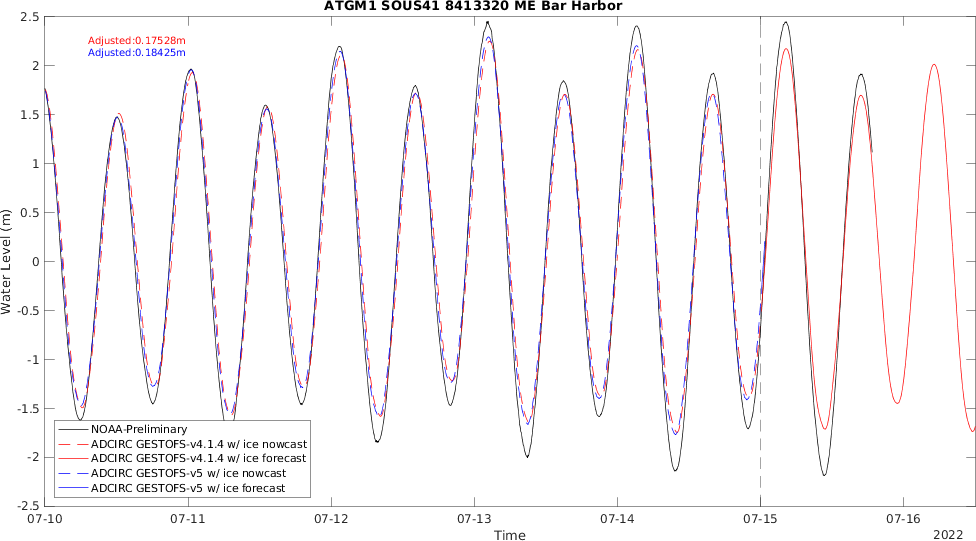 ATGM1 SOUS41 8413320 ME Bar Harbor
Adjusted:0.17528m
Adjusted:0.18425m
2.5
2
1.5
1
0.5
0
-0.5
-1
-1.5
-2
-2.5
Water Level (m)
NOAA-Preliminary
ADCIRC GESTOFS-v4.1.4 w/ ice nowcast
ADCIRC GESTOFS-v4.1.4 w/ ice forecast
ADCIRC GESTOFS-v5 w/ ice nowcast
ADCIRC GESTOFS-v5 w/ ice forecast
07-10 07-11 07-12 07-13 07-14 07-15 07-16
Time
2022